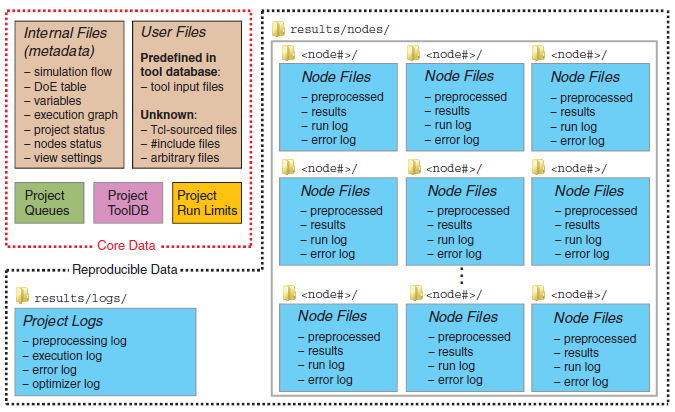 Internal Files
(metadata)
– simulation flow
– DoE table
– variables
– execution graph
– project status
– nodes status
– view settings
User Files
Predefined in
tool database:
– tool input files
Unknown:
– Tcl-sourced files
– #include files
– arbitrary files
Project
Queues
Project
ToolDB
Project
Run Limits
Core Data
Reproducible Data
results/logs/
Project Logs
– preprocessing log
– execution log
– error log
– optimizer log
results/nodes/
<node#>/
Node Files
– preprocessed
– results
– run log
– error log
<node#>/
Node Files
– preprocessed
– results
– run log
– error log
<node#>/
Node Files
– preprocessed
– results
– run log
– error log
<node#>/
Node Files
– preprocessed
– results
– run log
– error log
<node#>/
Node Files
– preprocessed
– results
– run log
– error log
<node#>/
Node Files
– preprocessed
– results
– run log
– error log
<node#>/
Node Files
– preprocessed
– results
– run log
– error log
<node#>/
Node Files
– preprocessed
– results
– run log
– error log
<node#>/
Node Files
– preprocessed
– results
– run log
– error log